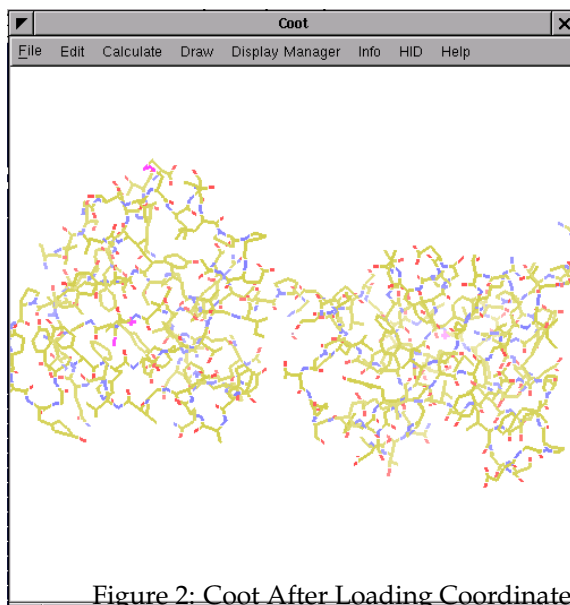 Coot
File Edit Calculate Draw Display Manager Info HID Help
Figure 2: Coot After Loading Coordinate